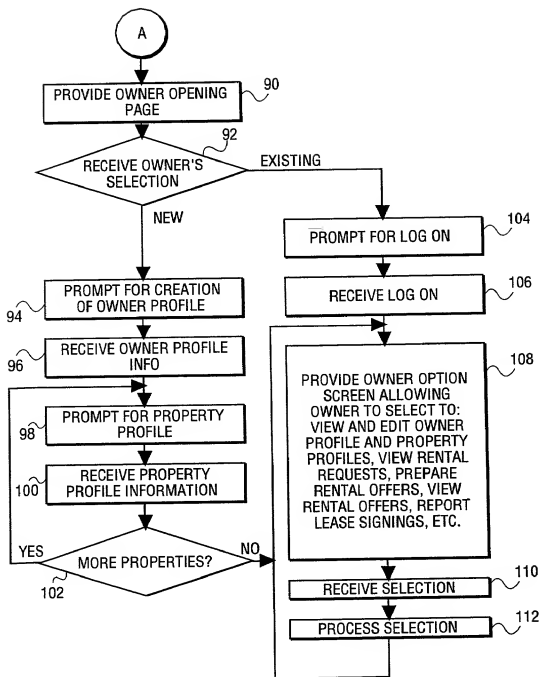 A
PROVIDE OWNER OPENING
PAGE
90
RECEIVE OWNER'S
SELECTION
92
EXISTING
NEW
PROMPT FOR LOG ON
104
RECEIVE LOG ON
106
PROMPT FOR CREATION
OF OWNER PROFILE
94
RECEIVE OWNER PROFILE
INFO
96
PROMPT FOR PROPERTY
PROFILE
98
RECEIVE PROPERTY
PROFILE INFORMATION
100
MORE PROPERTIES?
102
YES
NO
PROVIDE OWNER OPTION
SCREEN ALLOWING
OWNER TO SELECT TO:
VIEW AND EDIT OWNER
PROFILE AND PROPERTY
PROFILES, VIEW RENTAL
REQUESTS, PREPARE
RENTAL OFFERS, VIEW
RENTAL OFFERS, REPORT
LEASE SIGNINGS, ETC.
108
RECEIVE SELECTION
110
PROCESS SELECTION
112